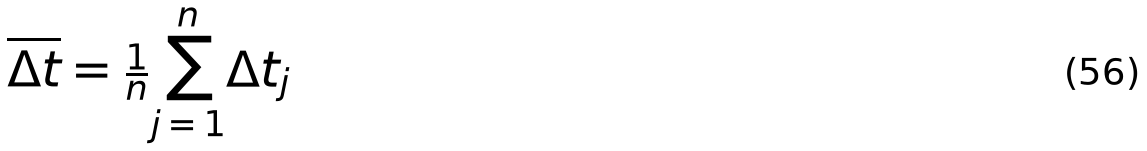 $\overline{\Delta t} = \frac{1}{n} \sum_{j=1}^{n} \Delta t_j$ (56)